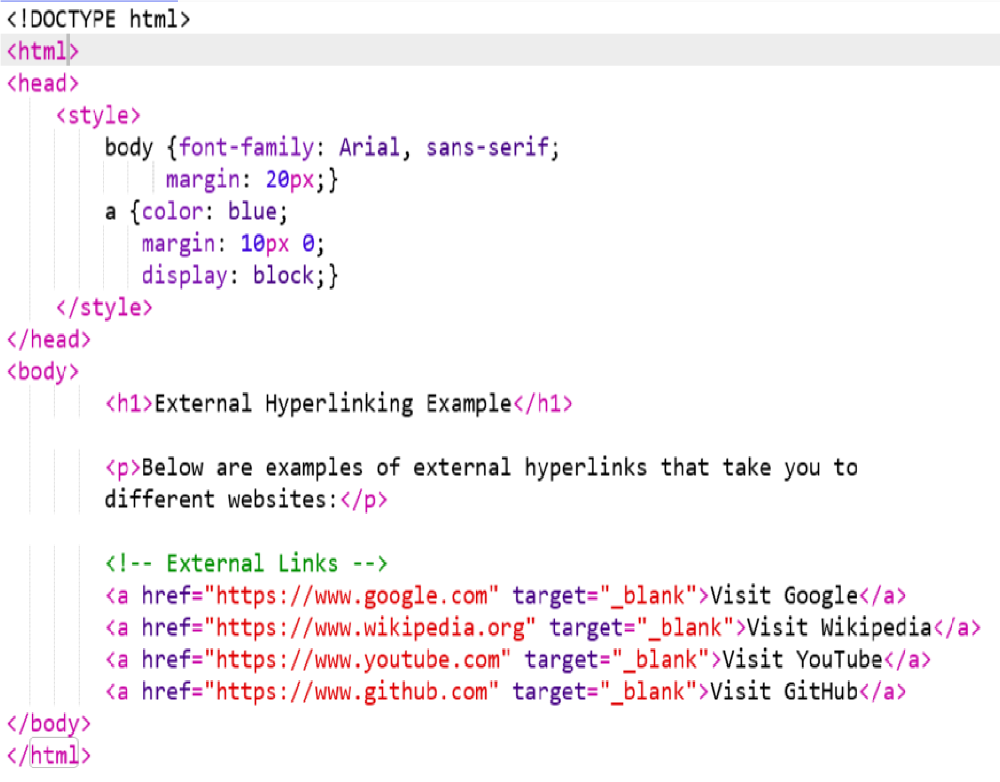 <!DOCTYPE html>
<html>
<head>
    <style>
        body {font-family: Arial, sans-serif;
             margin: 20px;}
        a {color: blue;
           margin: 10px 0;
           display: block;}
    </style>
</head>
<body>
        <h1>External Hyperlinking Example</h1>

        <p>Below are examples of external hyperlinks that take you to
        different websites:</p>

        <!-- External Links -->
        <a href="https://www.google.com" target="_blank">Visit Google</a>
        <a href="https://www.wikipedia.org" target="_blank">Visit Wikipedia</a>
        <a href="https://www.youtube.com" target="_blank">Visit YouTube</a>
        <a href="https://www.github.com" target="_blank">Visit GitHub</a>
</body>
</html>